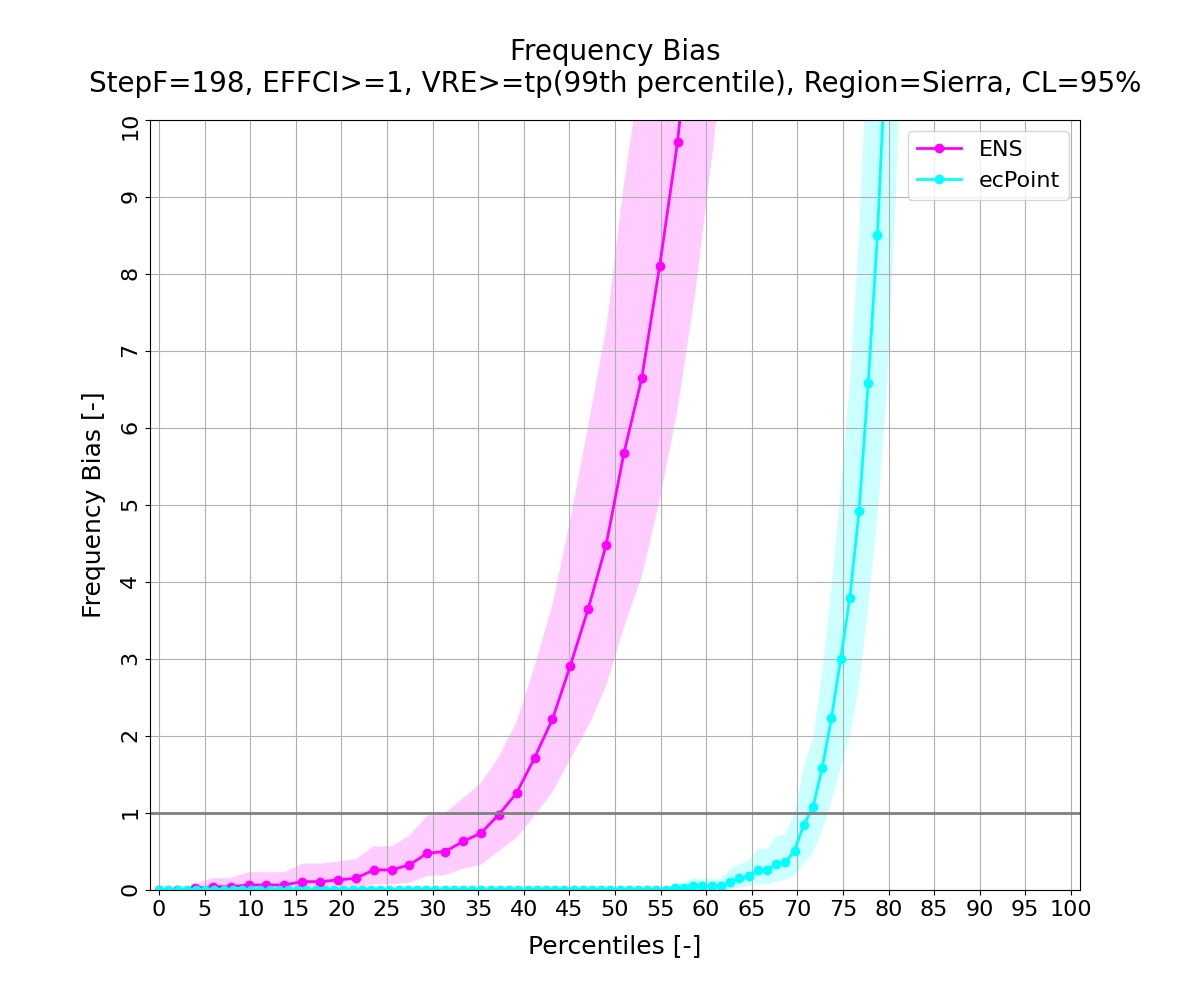 Frequency Bias
StepF=198, EFFCI>=1, VRE>=tp(99th percentile), Region=Sierra, CL=95%
10
9
8
7
6
5
4
3
2
1
0
Frequency Bias [-]
ENS
ecPoint
0 5 10 15 20 25 30 35 40 45 50 55 60 65 70 75 80 85 90 95 100
Percentiles [-]